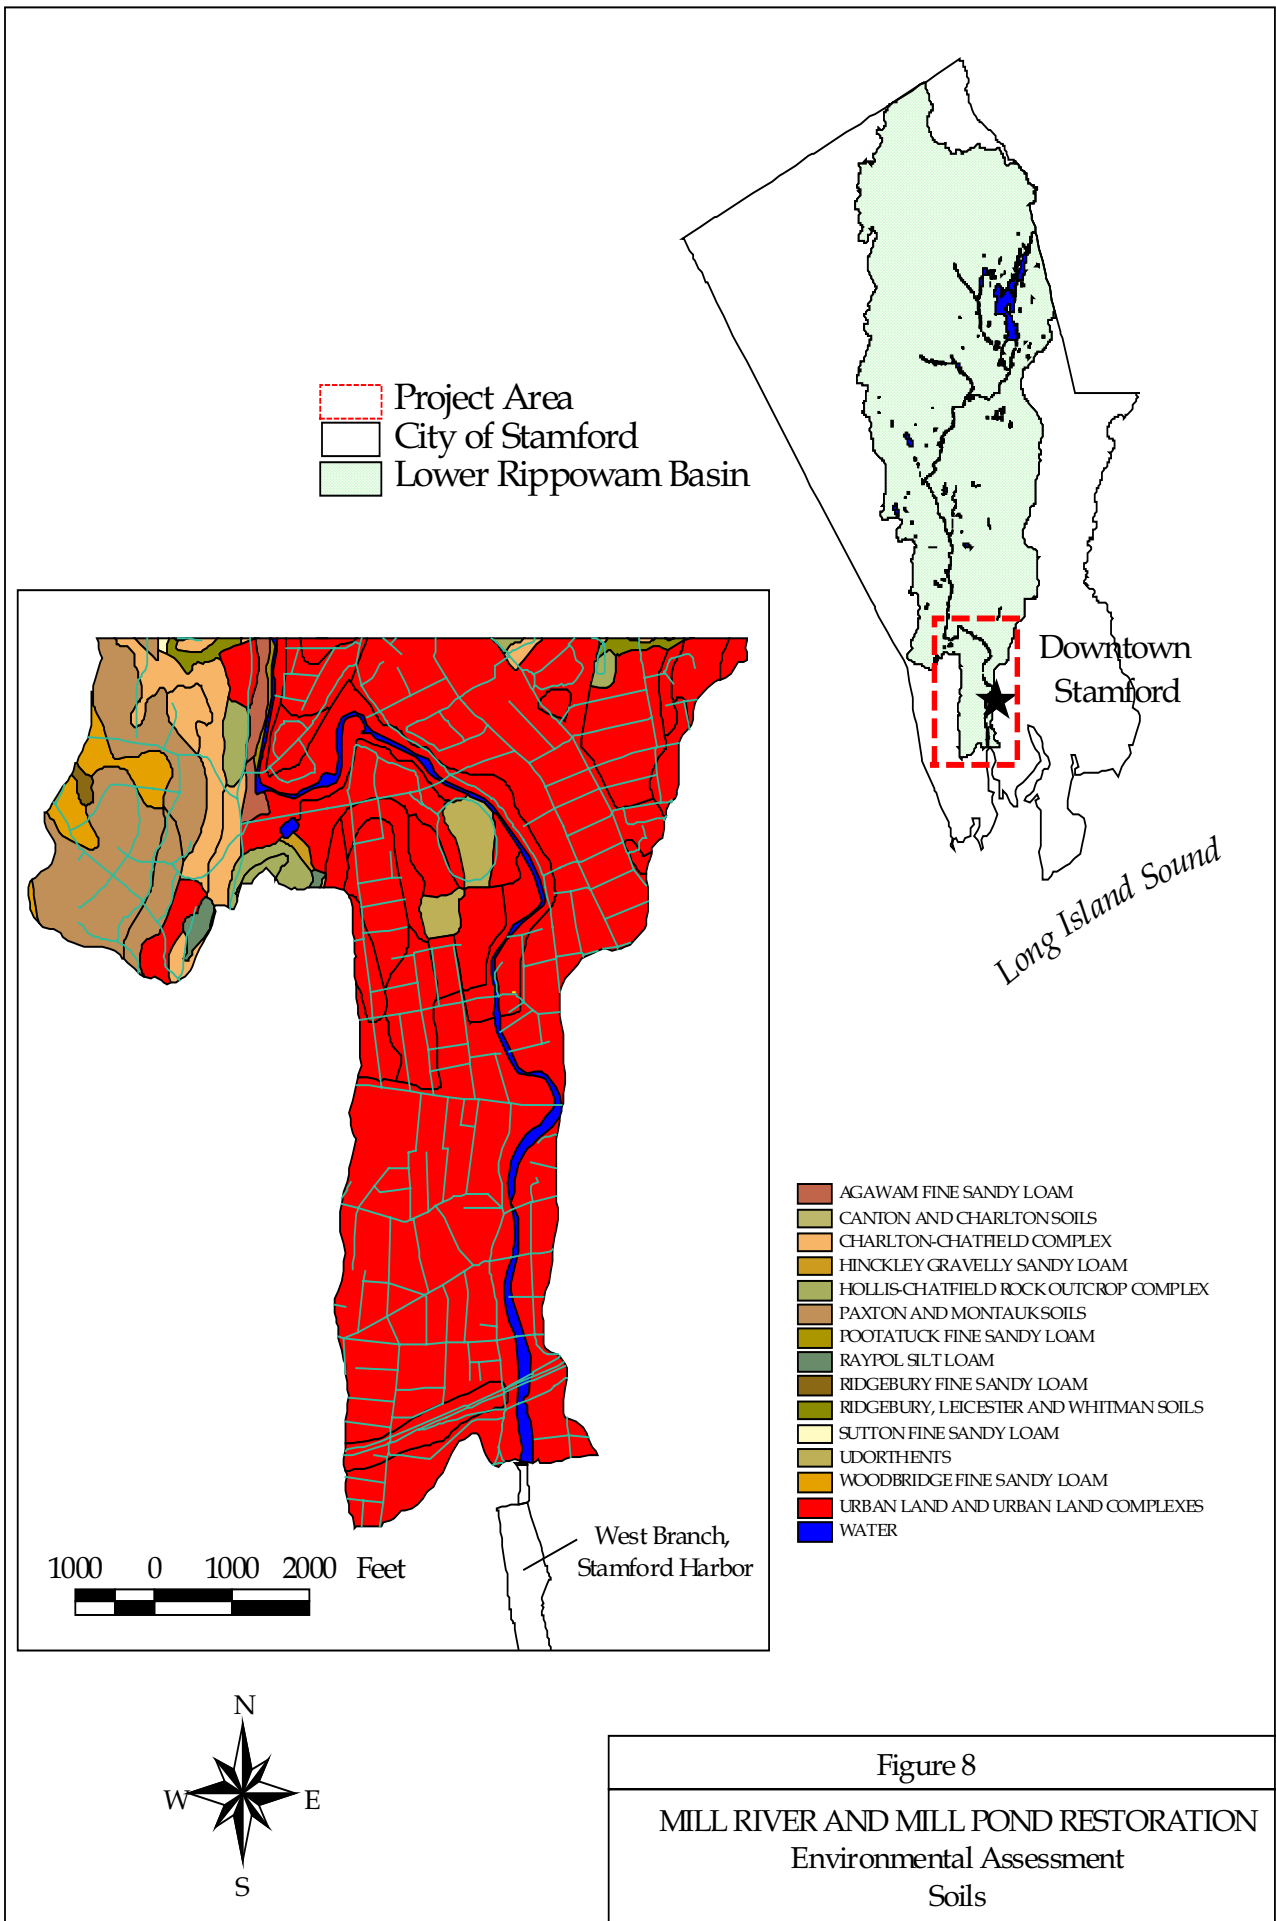 Project Area
City of Stamford
Lower Rippowam Basin
Downtown
Stamford
Long Island Sound
AGAWAM FINE SANDY LOAM
CANTON AND CHARLTON SOILS
CHARLTON-CHATFIELD COMPLEX
HINCKLEY GRAVELLY SANDY LOAM
HOLLIS-CHATFIELD ROCK OUTCROP COMPLEX
PAXTON AND MONTAUK SOILS
POOTATUCK FINE SANDY LOAM
RAYPOL SILT LOAM
RIDGEBURY FINE SANDY LOAM
RIDGEBURY, LEICESTER AND WHITMAN SOILS
SUTTON FINE SANDY LOAM
UDORTHENTS
WOODBRIDGE FINE SANDY LOAM
URBAN LAND AND URBAN LAND COMPLEXES
WATER
West Branch,
Stamford Harbor
1000 0 1000 2000 Feet
N
W E
S
Figure 8
MILL RIVER AND MILL POND RESTORATION
Environmental Assessment
Soils